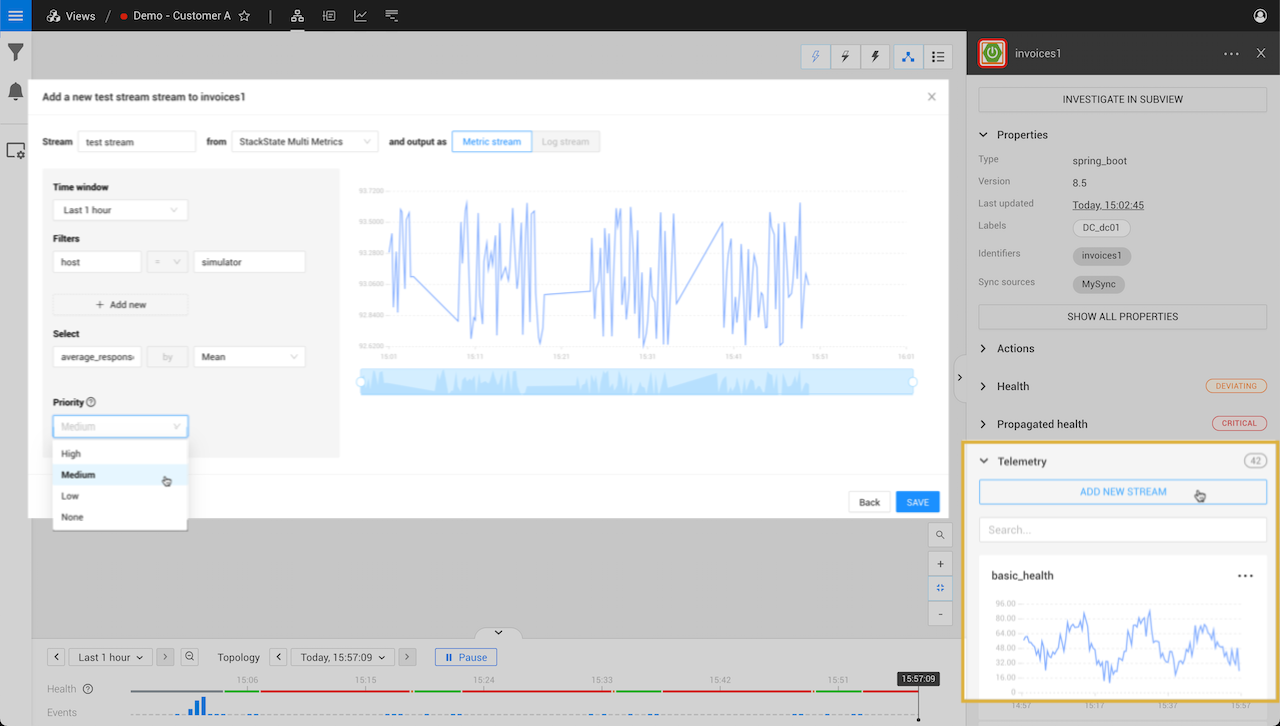 Views / Demo - Customer A
invoices1
INVESTIGATE IN SUBVIEW
Properties
Type spring_boot
Version 8.5
Last updated Today, 15:02:45
Labels DC_dc01
Identifiers invoices1
Sync sources MySync
SHOW ALL PROPERTIES
Actions
Health DEVIATING
Propagated health CRITICAL
Telemetry 42
ADD NEW STREAM
Search...
basic_health
96.00
80.00
64.00
48.00
32.00
16.00
0
14:57 15:17 15:37 15:57
Add a new test stream stream to invoices1
Stream test stream from StackState Multi Metrics and output as Metric stream Log stream
Time window
Last 1 hour
Filters
host = simulator
+ Add new
Select
average_respons by Mean
Priority ?
Medium
High
Medium
Low
None
93.7200
93.2800
93.0600
92.8400
92.6200
15:01 15:11 15:21 15:31 15:41 15:51 16:01
Back SAVE
+
-
Last 1 hour Topology Today, 15:57:09 Pause
15:06 15:15 15:24 15:33 15:42 15:51 15:57:09
Health ?
Events